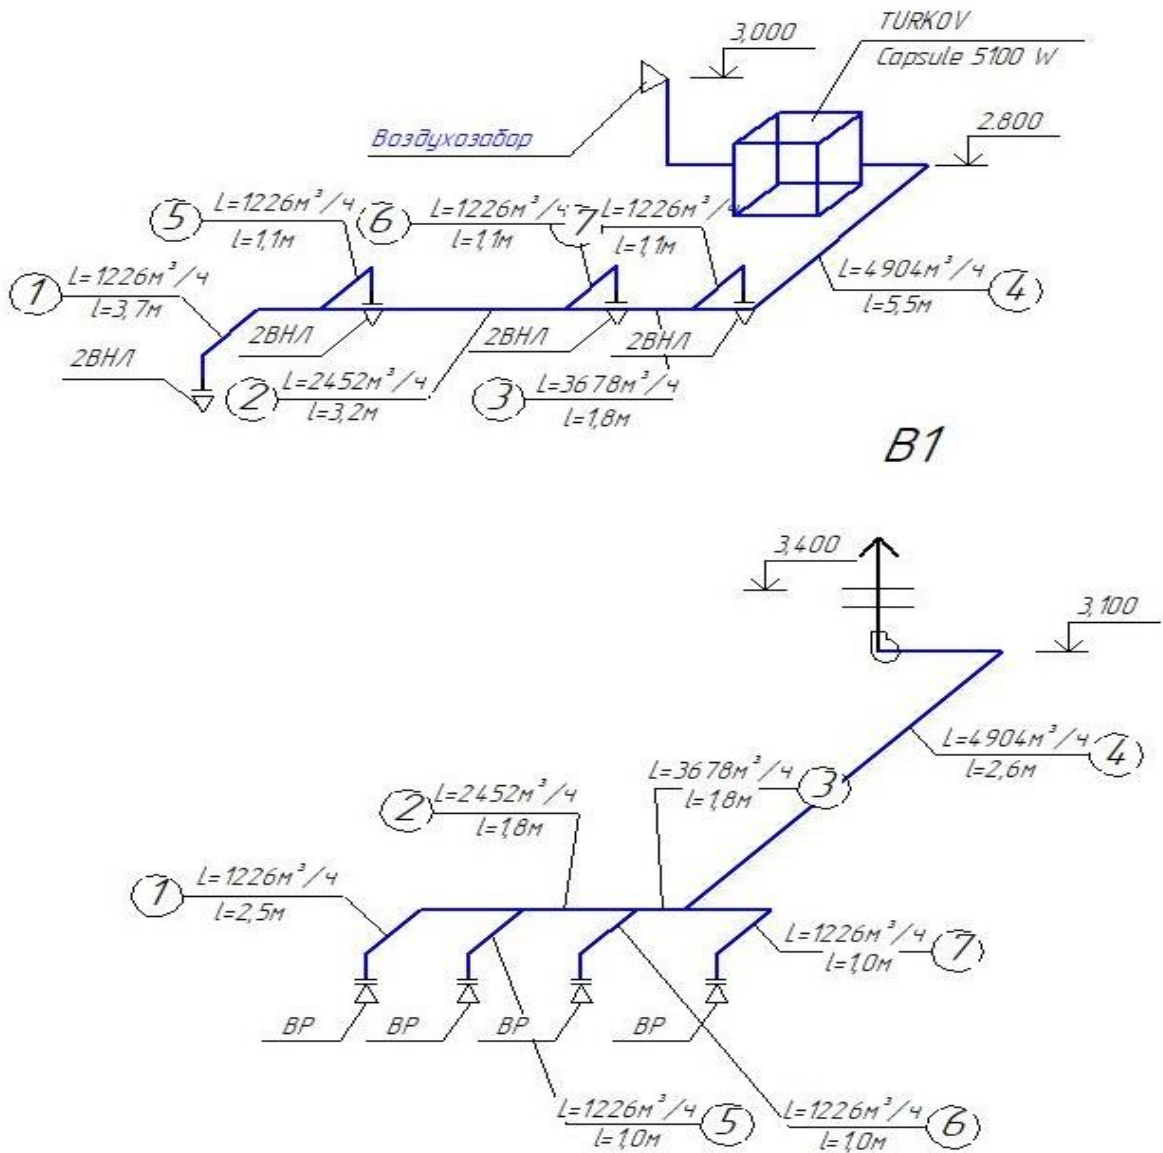 TURKOV
Capsule 5100 W
3,000
Воздухозабор
2.800
5
L=1226м³/ч
l=1,1м
6
L=1226м³/ч
l=1,1м
7
L=1226м³/ч
l=1,1м
1
L=1226м³/ч
l=3,7м
L=4904м³/ч
l=5,5м
4
2ВНЛ
2ВНЛ
2ВНЛ
2ВНЛ
2
L=2452м³/ч
l=3,2м
3
L=3678м³/ч
l=1,8м
В1
3,400
3,100
L=4904м³/ч
l=2,6м
4
L=3678м³/ч
l=1,8м
3
2
L=2452м³/ч
l=1,8м
1
L=1226м³/ч
l=2,5м
L=1226м³/ч
l=1,0м
7
ВР
ВР
ВР
ВР
L=1226м³/ч
l=1,0м
5
L=1226м³/ч
l=1,0м
6